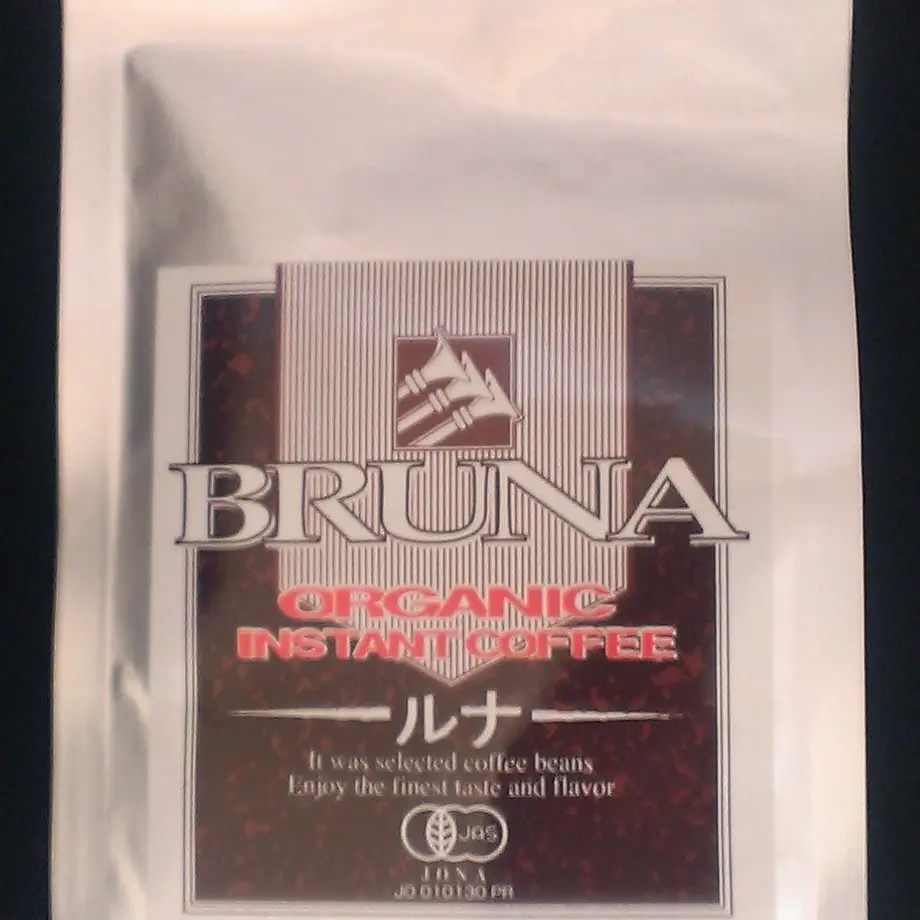 BRUNA
ORGANIC
INSTANT COFFEE
ルナ
It was selected coffee beans
Enjoy the finest taste and flavor
JAS
JONA
JO 010130 PR